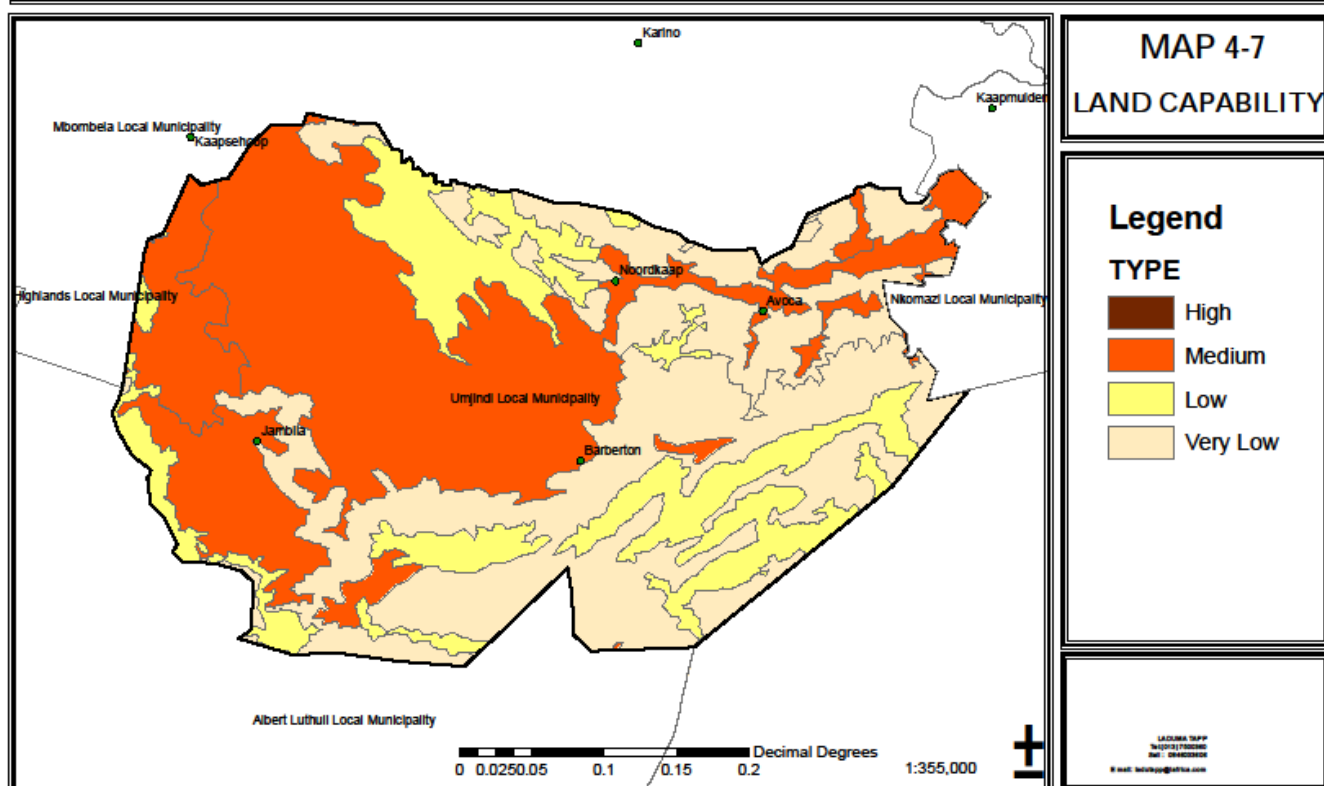 MAP 4-7
LAND CAPABILITY
Karino
Kaapmuiden
Mbombela Local Municipality
Kaapsehoop
Highlands Local Municipality
Noordkaap
Avoca
Nkomazi Local Municipality
Umjindi Local Municipality
Jambila
Barberton
Albert Luthuli Local Municipality
Decimal Degrees
0 0.0250.05 0.1 0.15 0.2
1:355,000
Legend
TYPE
High
Medium
Low
Very Low
LADUMA TAPP